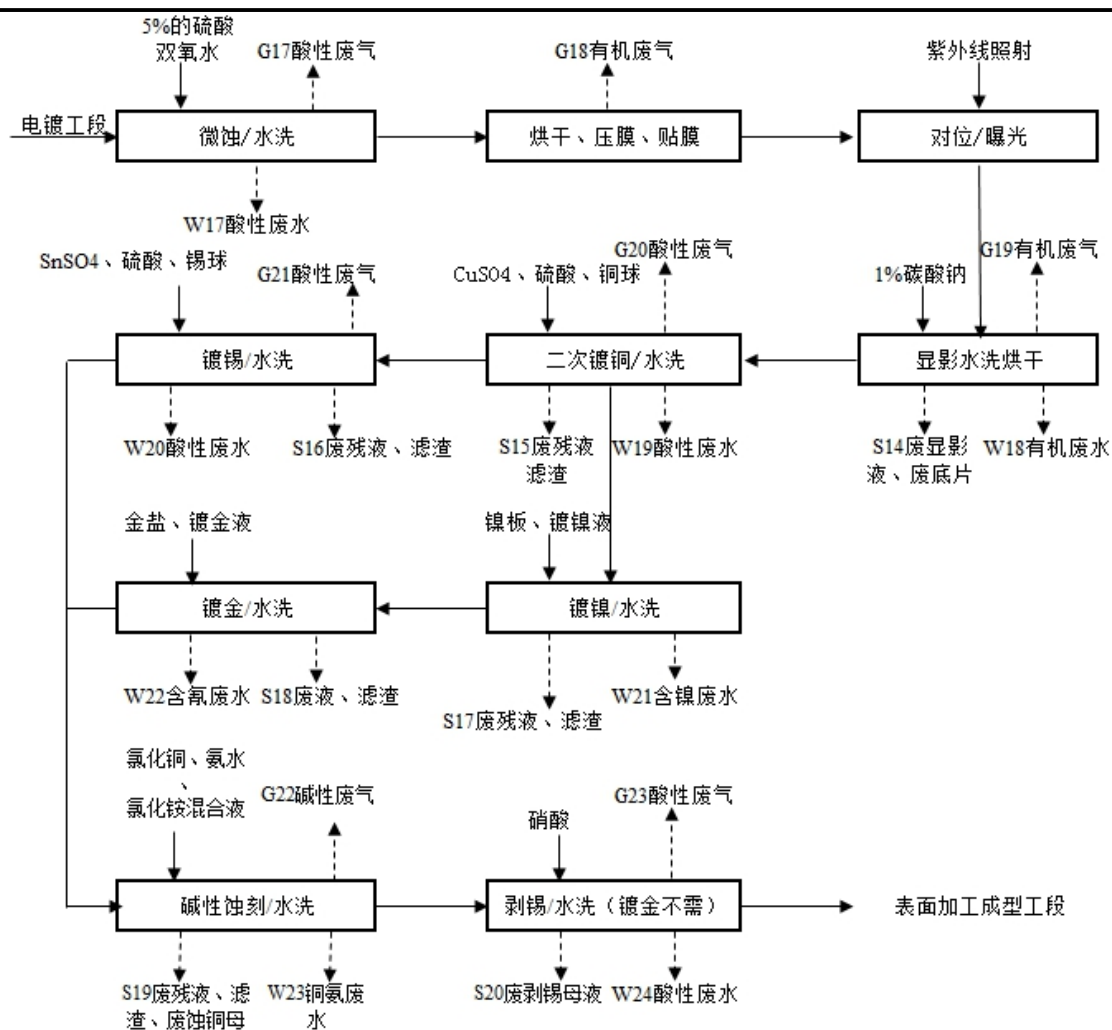 5%的硫酸
双氧水
G17酸性废气
G18有机废气
紫外线照射
电镀工段
微蚀/水洗
烘干、压膜、贴膜
对位/曝光
W17酸性废水
SnSO4、硫酸、锡球
G21酸性废气
CuSO4、硫酸、铜球
G20酸性废气
1%碳酸钠
G19有机废气
镀锡/水洗
二次镀铜/水洗
显影水洗烘干
W20酸性废水
S16废残液、滤渣
S15废残液
滤渣
W19酸性废水
S14废显影
液、废底片
W18有机废水
金盐、镀金液
镍板、镀镍液
镀金/水洗
镀镍/水洗
W22含氰废水
S18废液、滤渣
S17废残液、滤渣
W21含镍废水
氯化铜、氨水
、
氯化铵混合液
G22碱性废气
硝酸
G23酸性废气
碱性蚀刻/水洗
剥锡/水洗（镀金不需）
表面加工成型工段
S19废残液、滤
渣、废蚀铜母
W23铜氨废
水
S20废剥锡母液
W24酸性废水